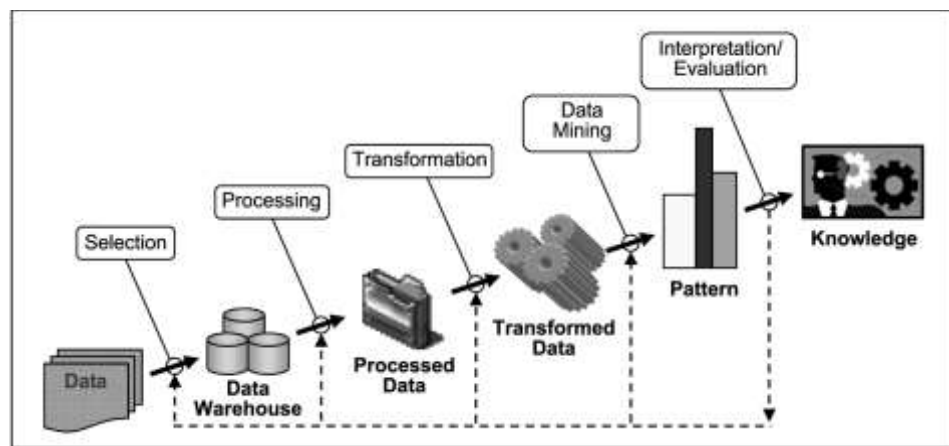 Interpretation/
Evaluation
Data
Mining
Transformation
Processing
Selection
Knowledge
Pattern
Transformed
Data
Processed
Data
Data
Warehouse
Data